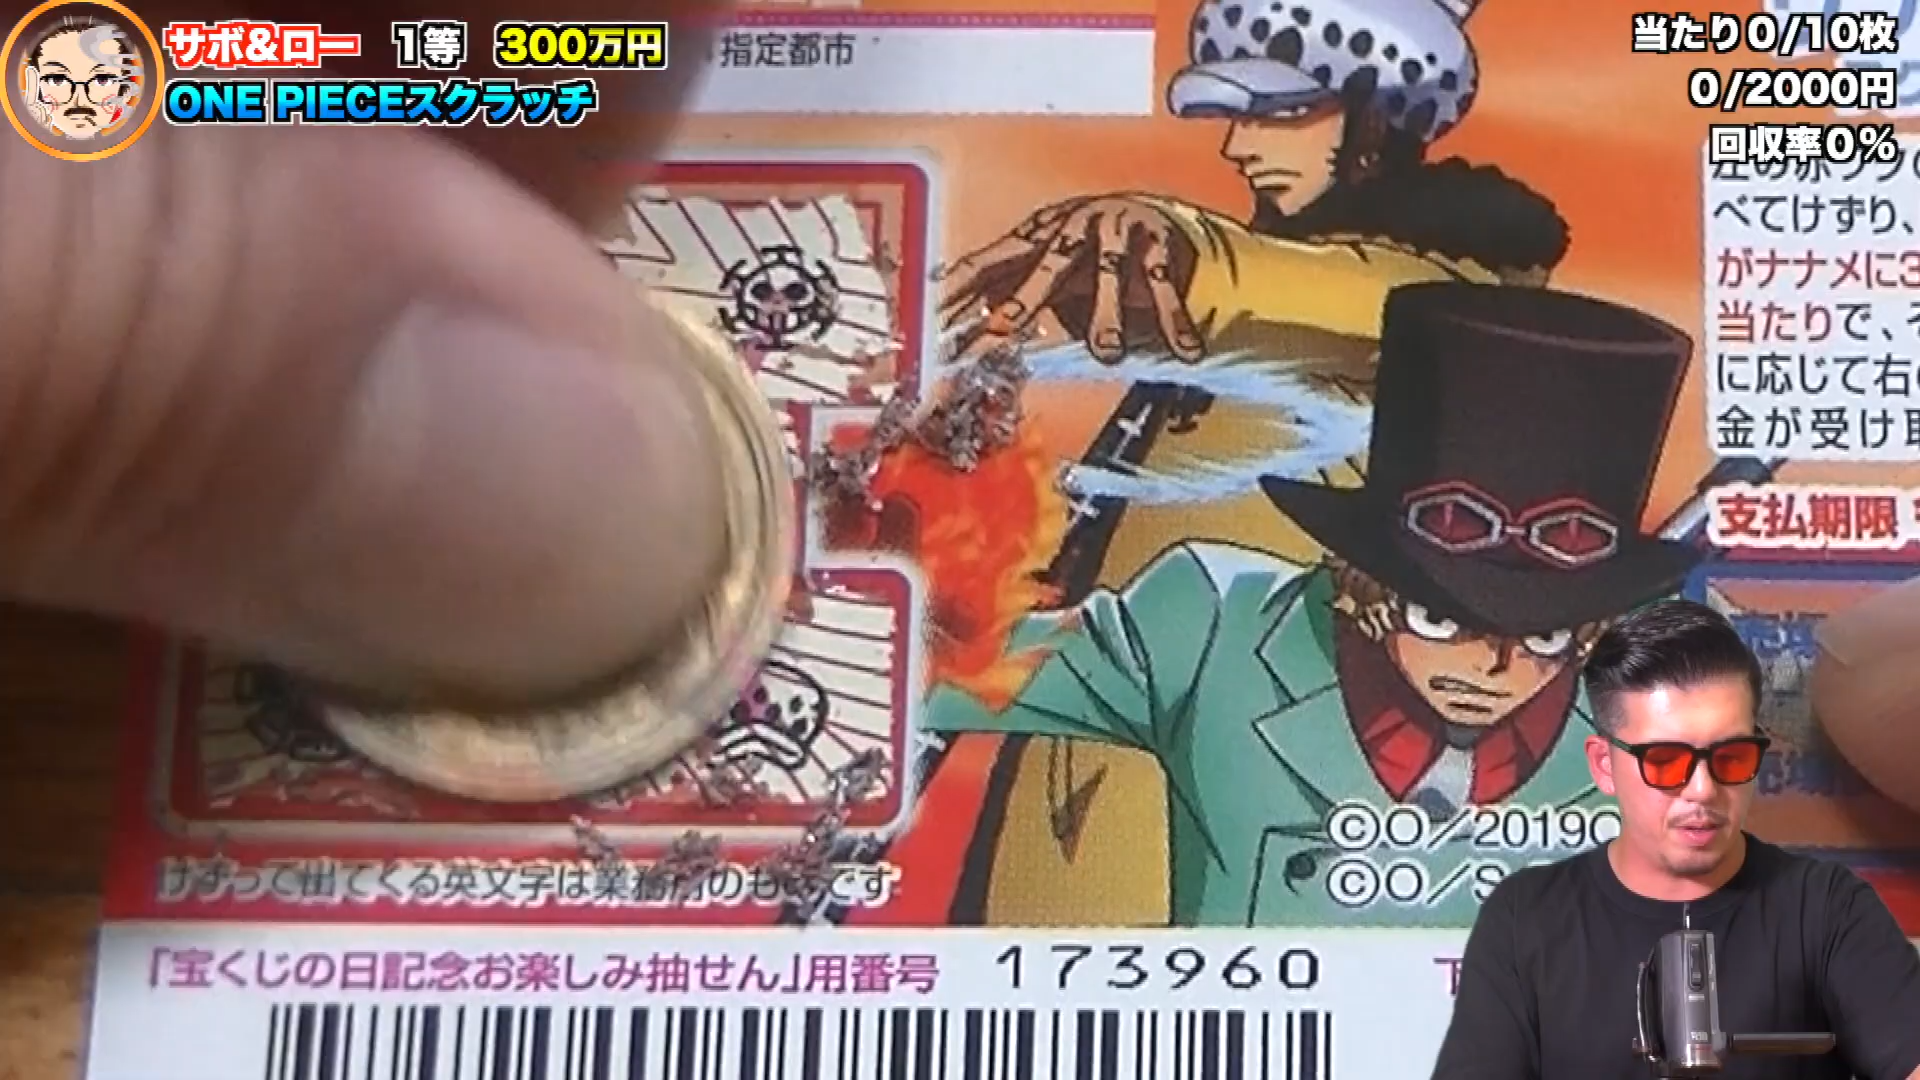 サボ&ロー 1等 300万円
ONE PIECEスクラッチ
指定都市
当たり0/10枚
0/2000円
回収率0%
べてけずり、
がナナメに3
当たりで、そ
に応じて右の
金が受け取
支払期限
©O/2019
©O/S
けずって出てくる英文字は業務用のものです
「宝くじの日記念お楽しみ抽せん」用番号 173960
下